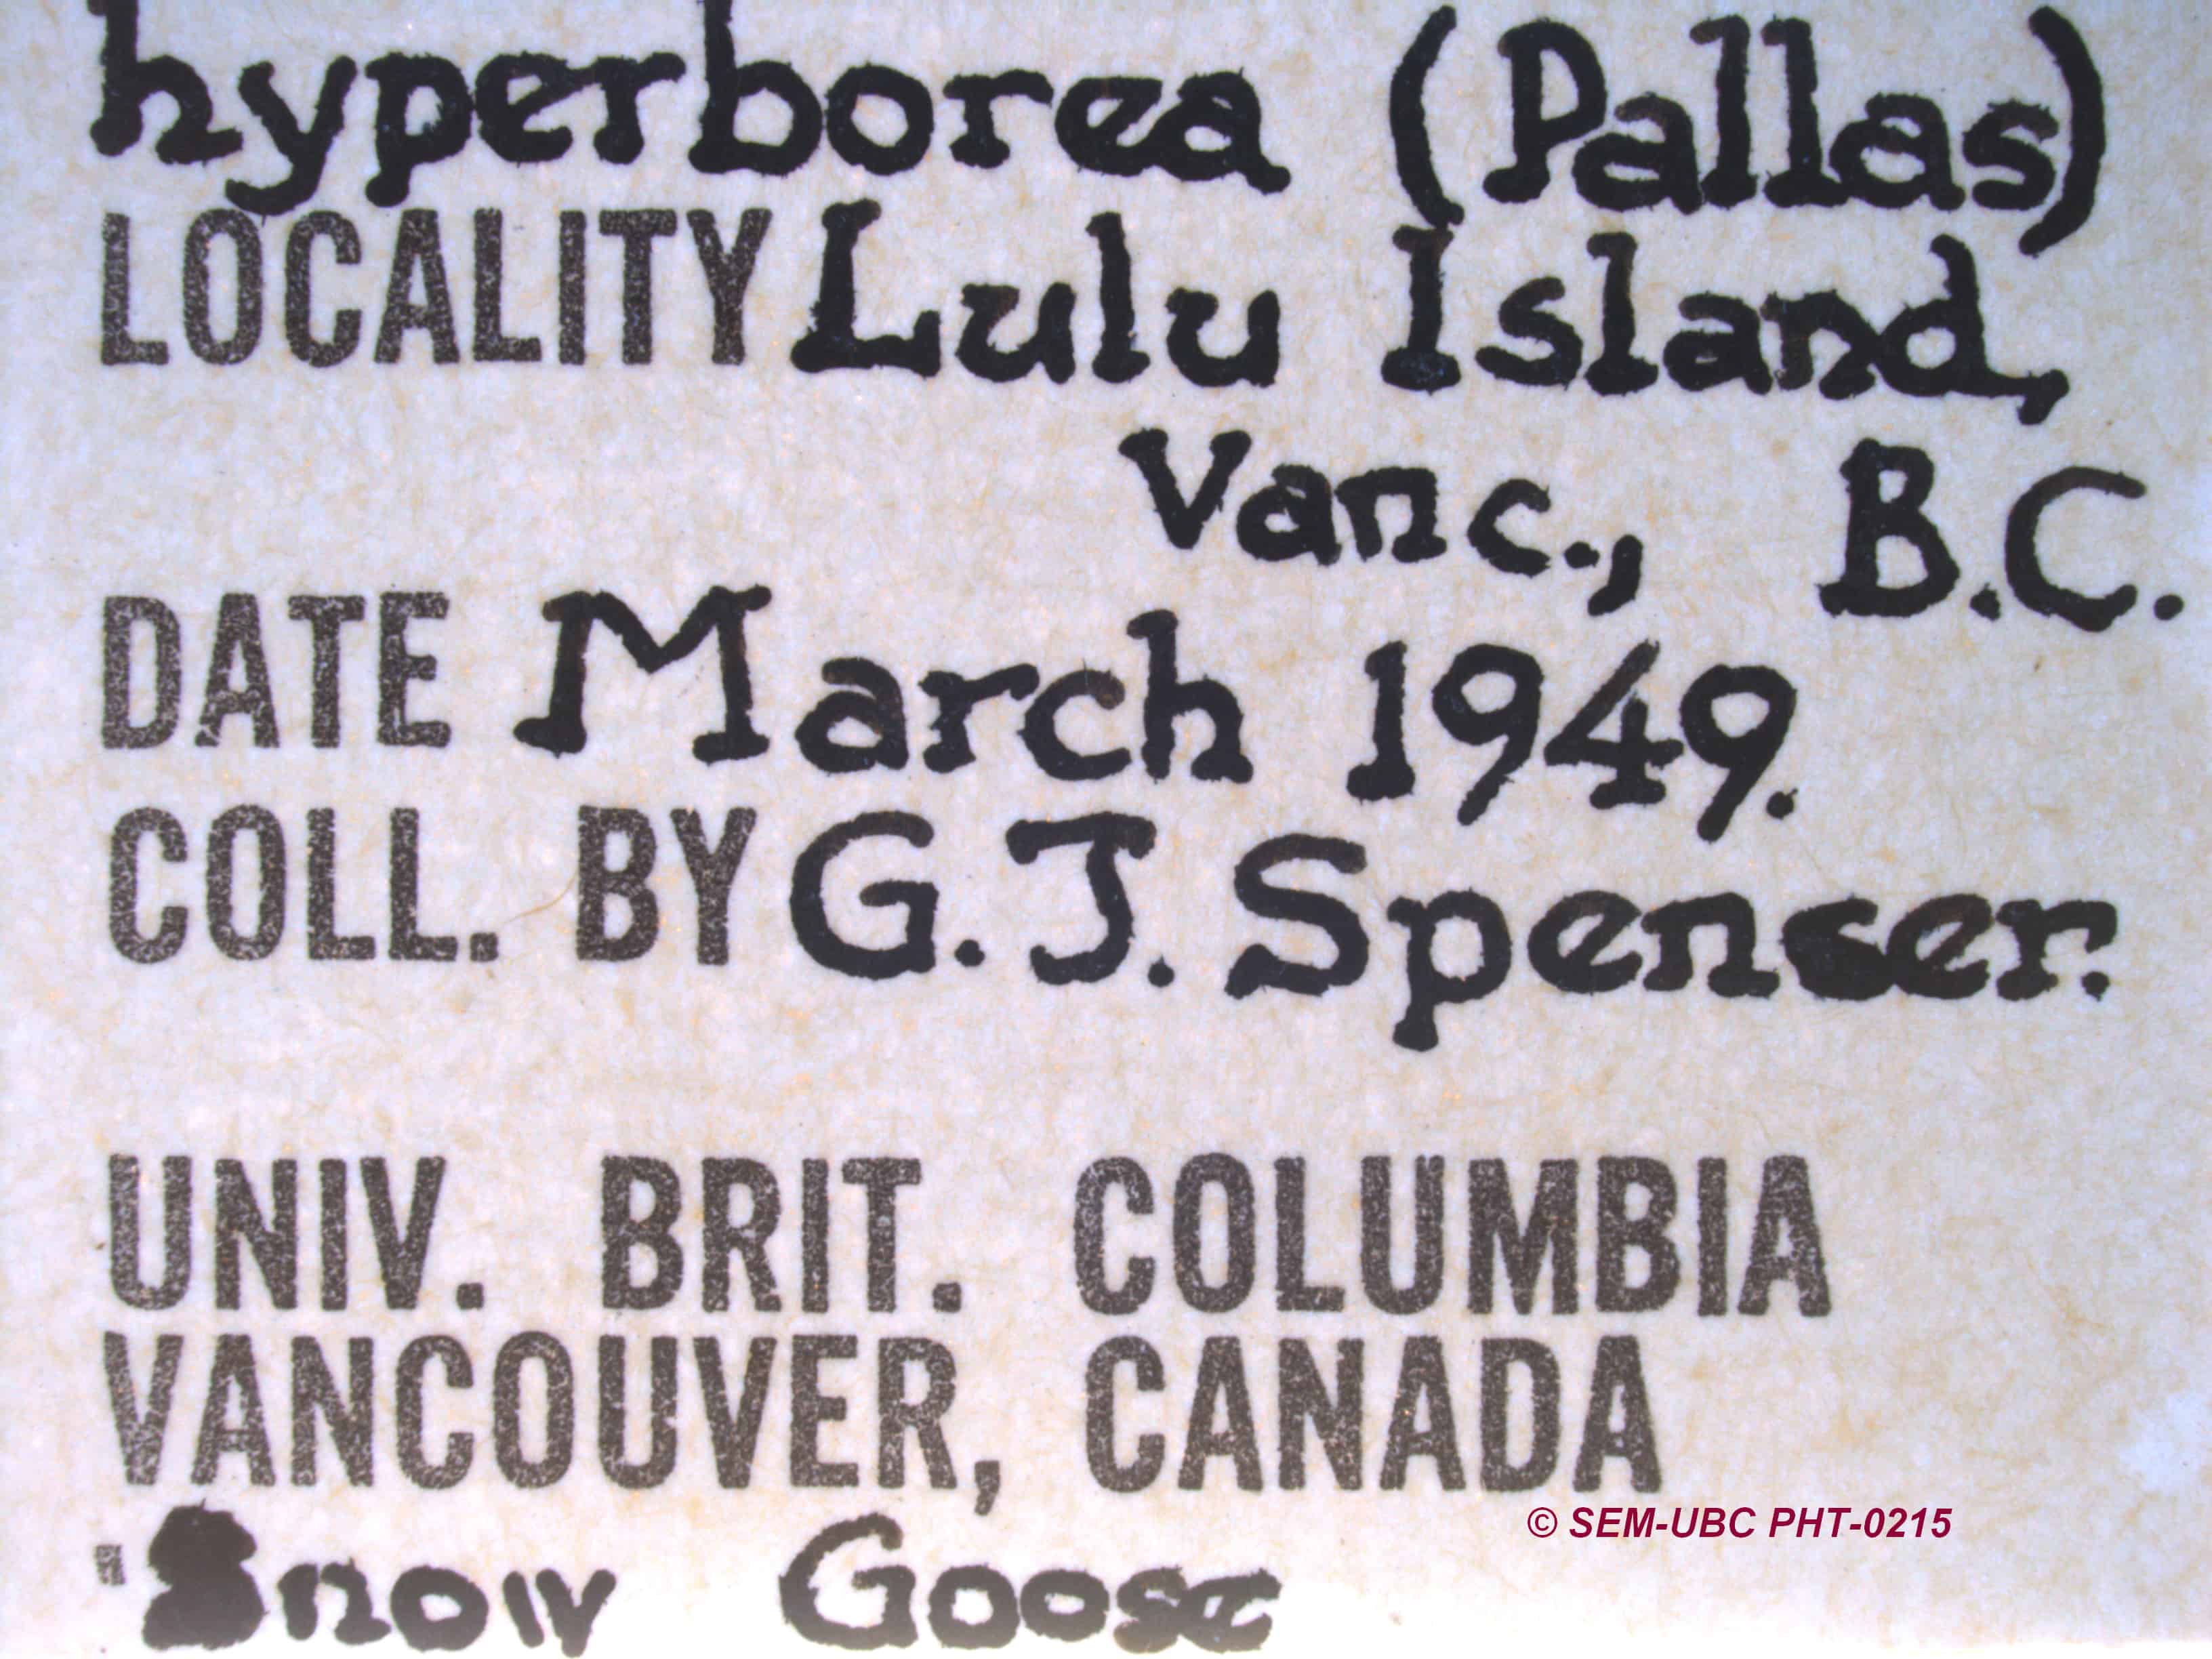 hyperborea (Pallas)
LOCALITY Lulu Island,
Vanc., B.C.
DATE March 1949.
COLL. BY G. J. Spencer.
UNIV. BRIT. COLUMBIA
VANCOUVER, CANADA
© SEM-UBC PHT-0215
Snow Goose